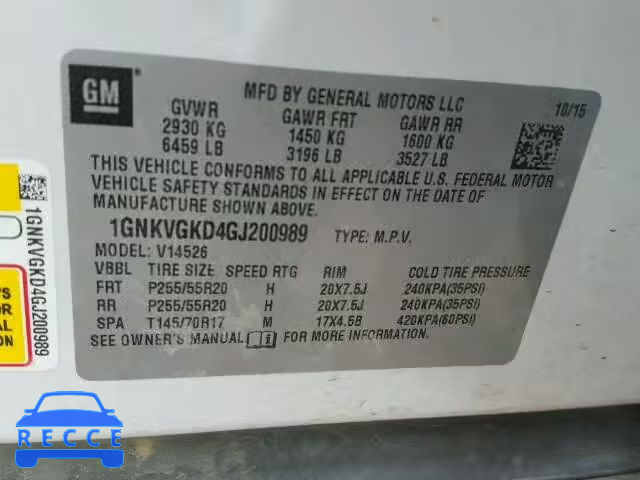 GM
MFD BY GENERAL MOTORS LLC
10/15
GVWR GAWR FRT GAWR RR
2930 KG 1450 KG 1600 KG
6459 LB 3196 LB 3527 LB
THIS VEHICLE CONFORMS TO ALL APPLICABLE U.S. FEDERAL MOTOR
VEHICLE SAFETY STANDARDS IN EFFECT ON THE DATE OF
MANUFACTURE SHOWN ABOVE.
1GNKVGKD4GJ200989 TYPE: M.P.V.
MODEL: V14526
VBBL TIRE SIZE SPEED RTG RIM COLD TIRE PRESSURE
FRT P255/55R20 H 20X7.5J 240KPA(35PSI)
RR P255/55R20 H 20X7.5J 240KPA(35PSI)
SPA T145/70R17 M 17X4.5B 420KPA(60PSI)
SEE OWNER'S MANUAL FOR MORE INFORMATION.
1GNKVGKD4GJ200989
'S
OR
AL
ON
RECCE